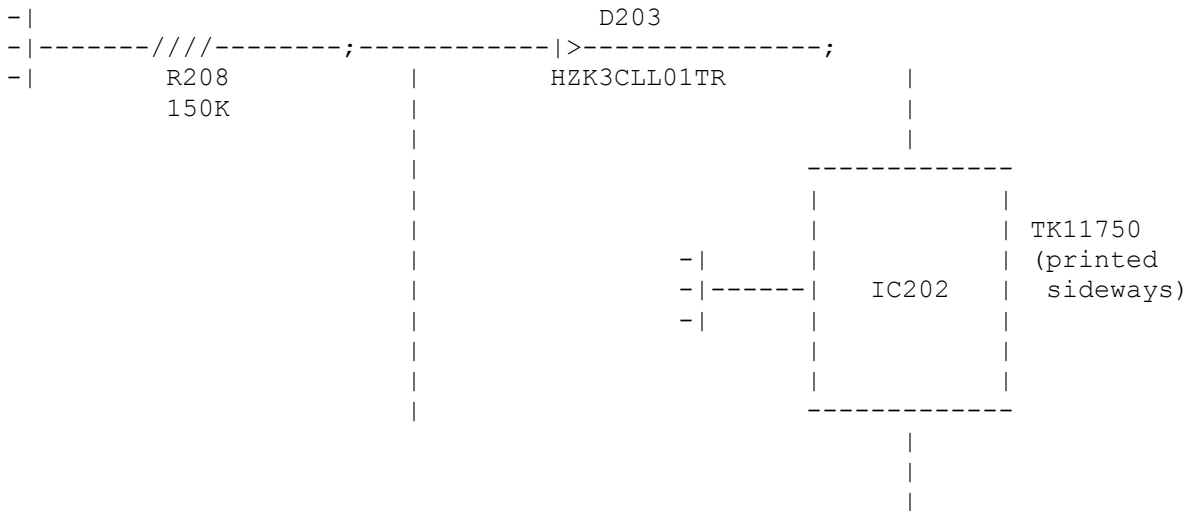 -| D203
-|-------////--------;------------|>---------------;
-| R208 | HZK3CLL01TR |
150K | |
| |
| -------------
| | |
| | | TK11750
| -| | | (printed
| -|------| IC202 | sideways)
| -| | |
| | |
| | |
| -------------
|
|
|